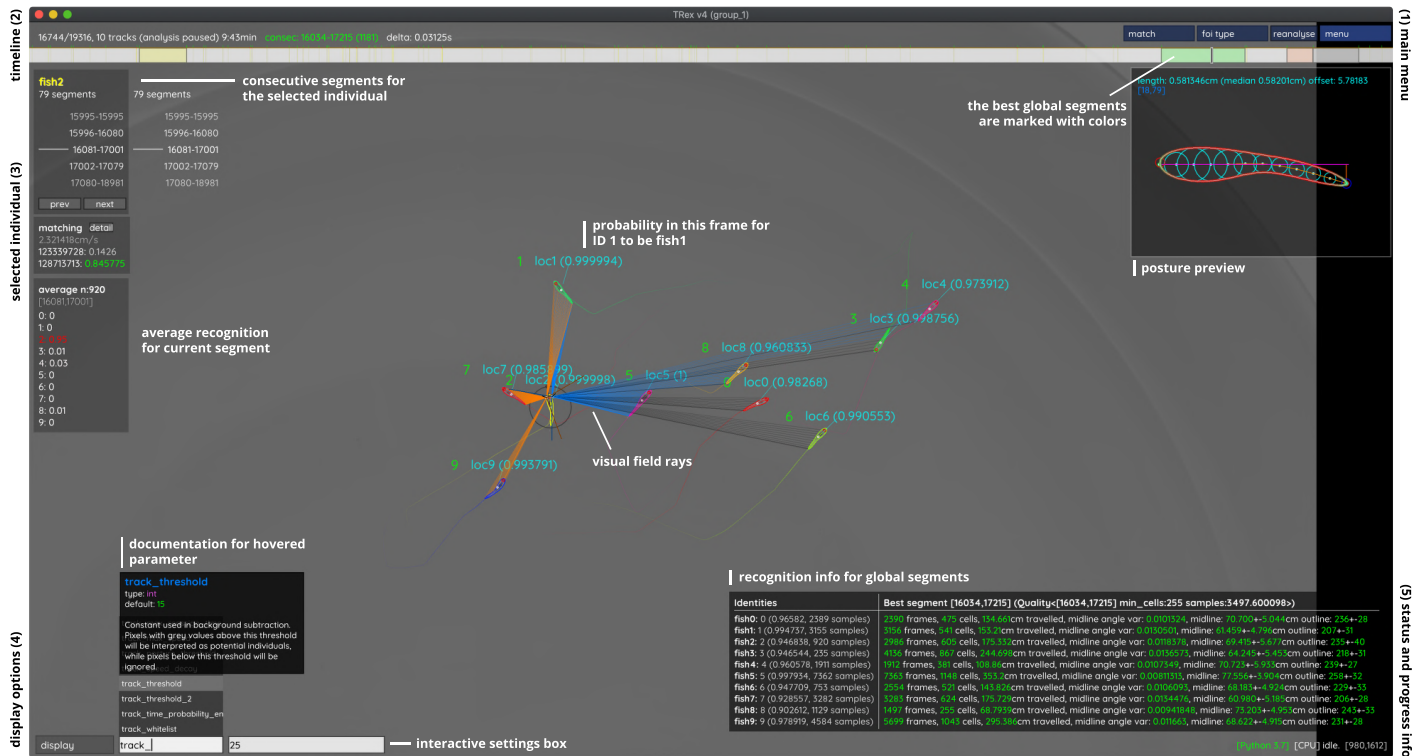 TRex v4 (group_1)
timeline (2)
(1) main menu
16744/19316, 10 tracks (analysis paused) 9:43min consec: 16034-17215 (1181) delta: 0.03125s
match
foi type
reanalyse
menu
fish2
79 segments
79 segments
15995-15995
15995-15995
15996-16080
15996-16080
16081-17001
16081-17001
17002-17079
17002-17079
17080-18981
17080-18981
prev
next
consecutive segments for
the selected individual
the best global segments
are marked with colors
length: 0.581346cm (median 0.58201cm) offset: 5.78183
[18,79]
posture preview
selected individual (3)
matching detail
2.321418cm/s
123339728: 0.1426
128713713: 0.845775
average n:920
[16081,17001]
0: 0
1: 0
3: 0.01
4: 0.03
5: 0
6: 0
7: 0
8: 0.01
9: 0
average recognition
for current segment
probability in this frame for
ID 1 to be fish1
1 loc1 (0.999994)
4 loc4 (0.973912)
3 loc3 (0.998756)
8 loc8 (0.960833)
7 loc7
2
5 loc5 (1)
loc0 (0.98268)
6 loc6 (0.990553)
9 loc9 (0.993791)
visual field rays
documentation for hovered
parameter
track_threshold
type: int
default: 15
Constant used in background subtraction.
Pixels with grey values above this threshold
will be interpreted as potential individuals,
while pixels below this threshold will be
ignored.
track_threshold
track_threshold_2
track_time_probability_en
track_whitelist
display options (4)
display
track_
25
interactive settings box
recognition info for global segments
Identities
Best segment [16034,17215] (Quality<[16034,17215] min_cells:255 samples:3497.600098>)
fish0: 0 (0.96582, 2389 samples) 2390 frames, 475 cells, 134.661cm travelled, midline angle var: 0.0101324, midline: 70.700+-5.044cm outline: 236+-28
fish1: 1 (0.994737, 3155 samples) 3156 frames, 541 cells, 153.21cm travelled, midline angle var: 0.0130501, midline: 61.459+-4.796cm outline: 207+-31
fish2: 2 (0.946838, 920 samples) 2986 frames, 605 cells, 175.332cm travelled, midline angle var: 0.0118378, midline: 69.415+-5.677cm outline: 235+-40
fish3: 3 (0.946544, 235 samples) 4136 frames, 867 cells, 244.698cm travelled, midline angle var: 0.0136573, midline: 64.245+-5.453cm outline: 218+-31
fish4: 4 (0.960578, 1911 samples) 1912 frames, 381 cells, 108.86cm travelled, midline angle var: 0.0107349, midline: 70.723+-5.933cm outline: 239+-27
fish5: 5 (0.997934, 7362 samples) 7363 frames, 1148 cells, 353.2cm travelled, midline angle var: 0.00811313, midline: 77.556+-3.904cm outline: 258+-32
fish6: 6 (0.947709, 753 samples) 2554 frames, 521 cells, 143.826cm travelled, midline angle var: 0.0106093, midline: 68.183+-4.924cm outline: 229+-33
fish7: 7 (0.928557, 3282 samples) 3283 frames, 624 cells, 175.729cm travelled, midline angle var: 0.0134476, midline: 60.980+-5.185cm outline: 206+-28
fish8: 8 (0.902612, 1129 samples) 1497 frames, 255 cells, 68.7939cm travelled, midline angle var: 0.00941848, midline: 73.203+-4.953cm outline: 243+-33
fish9: 9 (0.978919, 4584 samples) 5699 frames, 1043 cells, 295.386cm travelled, midline angle var: 0.011663, midline: 68.622+-4.915cm outline: 231+-28
[Python 3.7] [CPU] idle. [980,1612]
(5) status and progress info